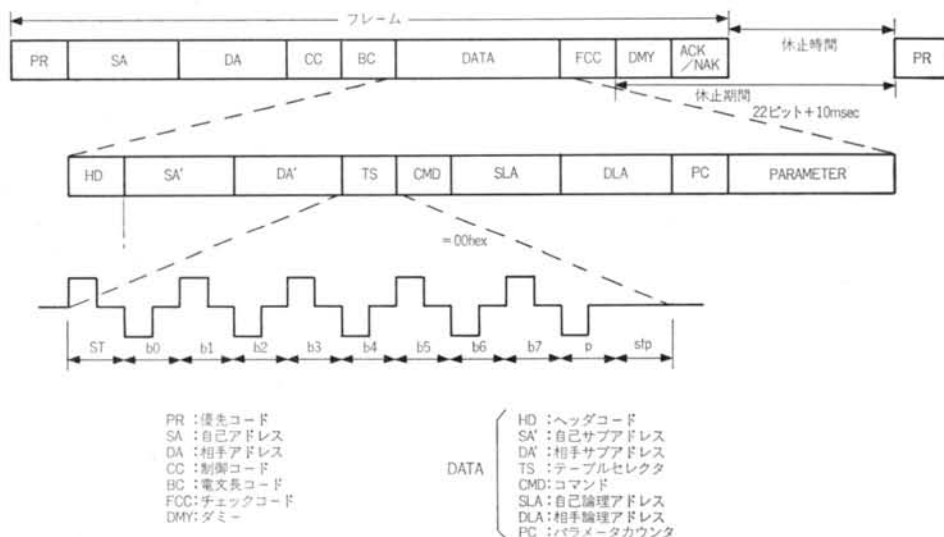 フレーム
PR SA DA CC BC DATA FCC DMY ACK
／NAK
休止時間
PR
休止期間
22ビット＋10msec
HD SA' DA' TS CMD SLA DLA PC PARAMETER
＝00hex
ST b0 b1 b2 b3 b4 b5 b6 b7 p stp
PR：優先コード
SA：自己アドレス
DA：相手アドレス
CC：制御コード
BC：電文長コード
FCC：チェックコード
DMY：ダミー
DATA
HD：ヘッダコード
SA'：自己サブアドレス
DA'：相手サブアドレス
TS：テーブルセレクタ
CMD：コマンド
SLA：自己論理アドレス
DLA：相手論理アドレス
PC：パラメータカウンタ